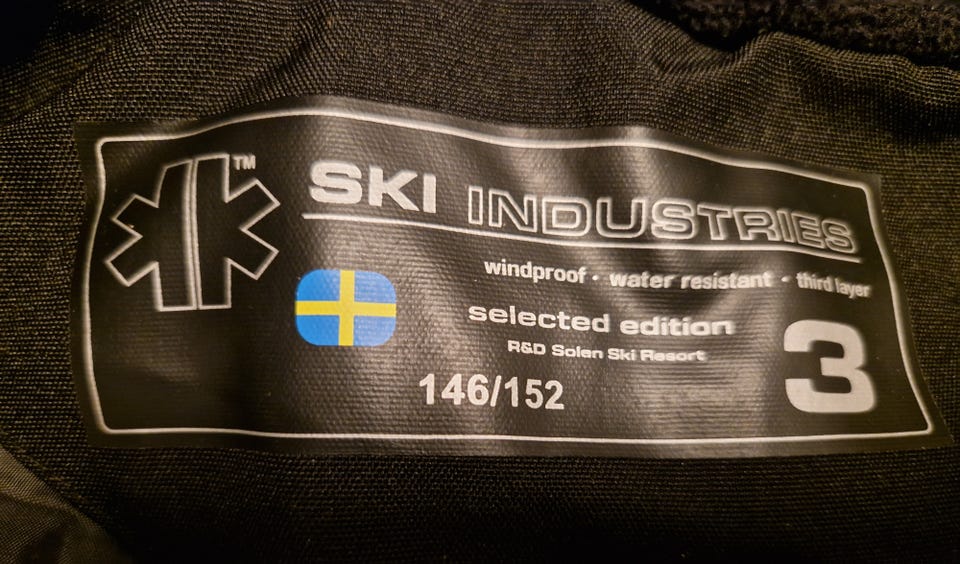 TM
SKI INDUSTRIES
windproof · water resistant · third layer
selected edition
R&D Solen Ski Resort
146/152
3